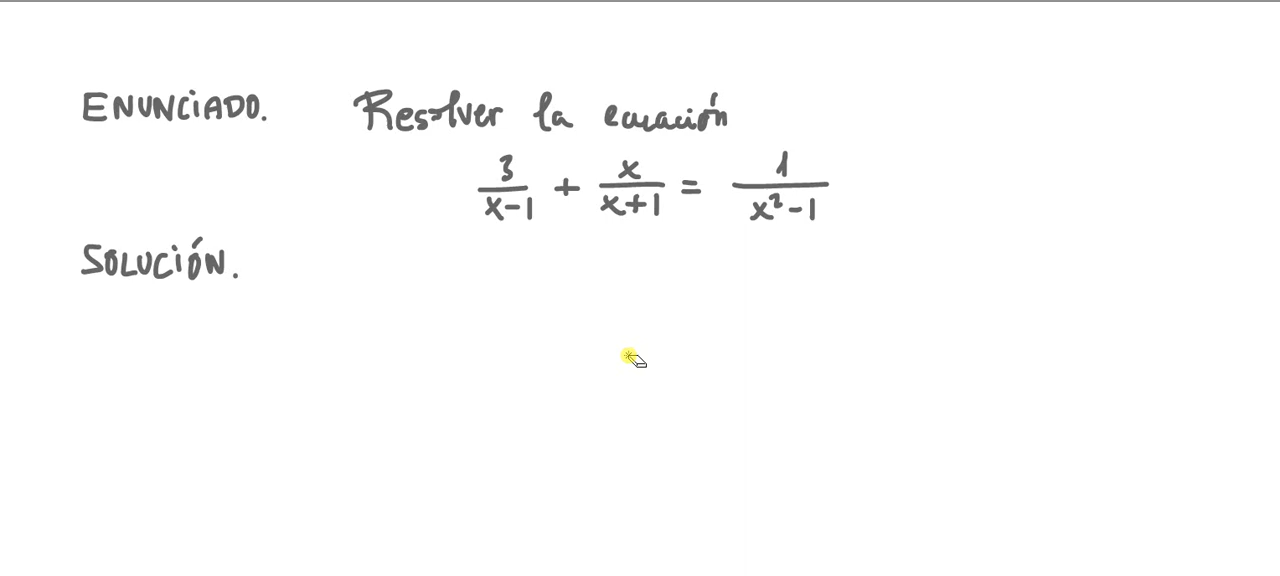 ENUNCIADO. Resolver la ecuación
3/(x-1) + x/(x+1) = 1/(x²-1)
SOLUCIÓN.